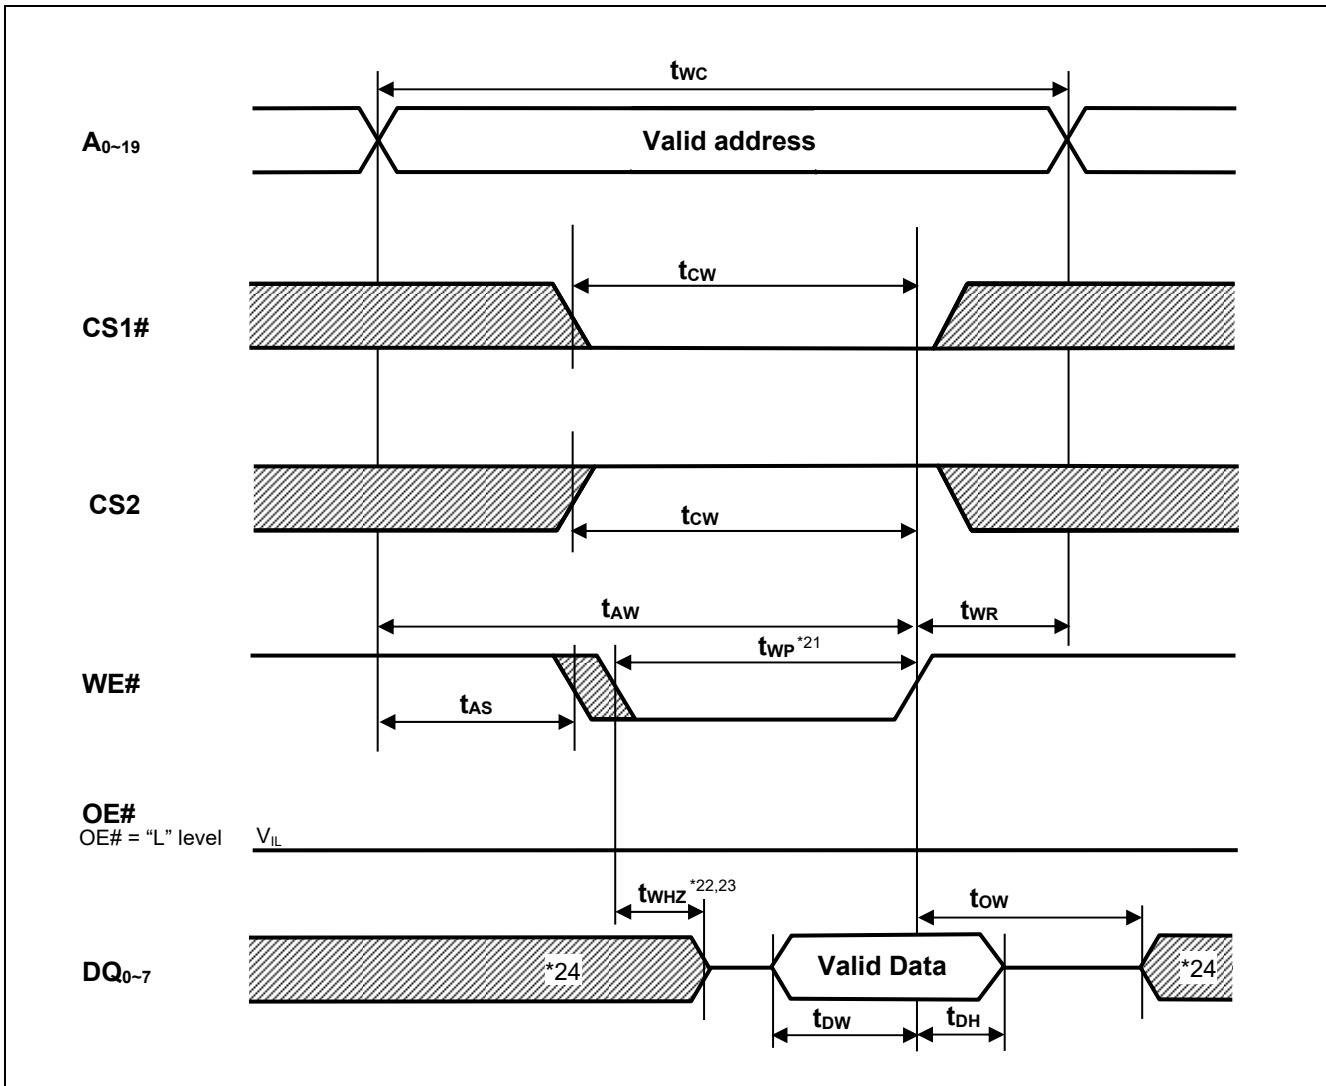 tWC
A0~19
Valid address
tCW
CS1#
CS2
tCW
tAW
tWR
tWP *21
WE#
tAS
OE#
OE# = “L” level VIL
tWHZ *22,23
tOW
DQ0~7
*24
Valid Data
*24
tDW
tDH